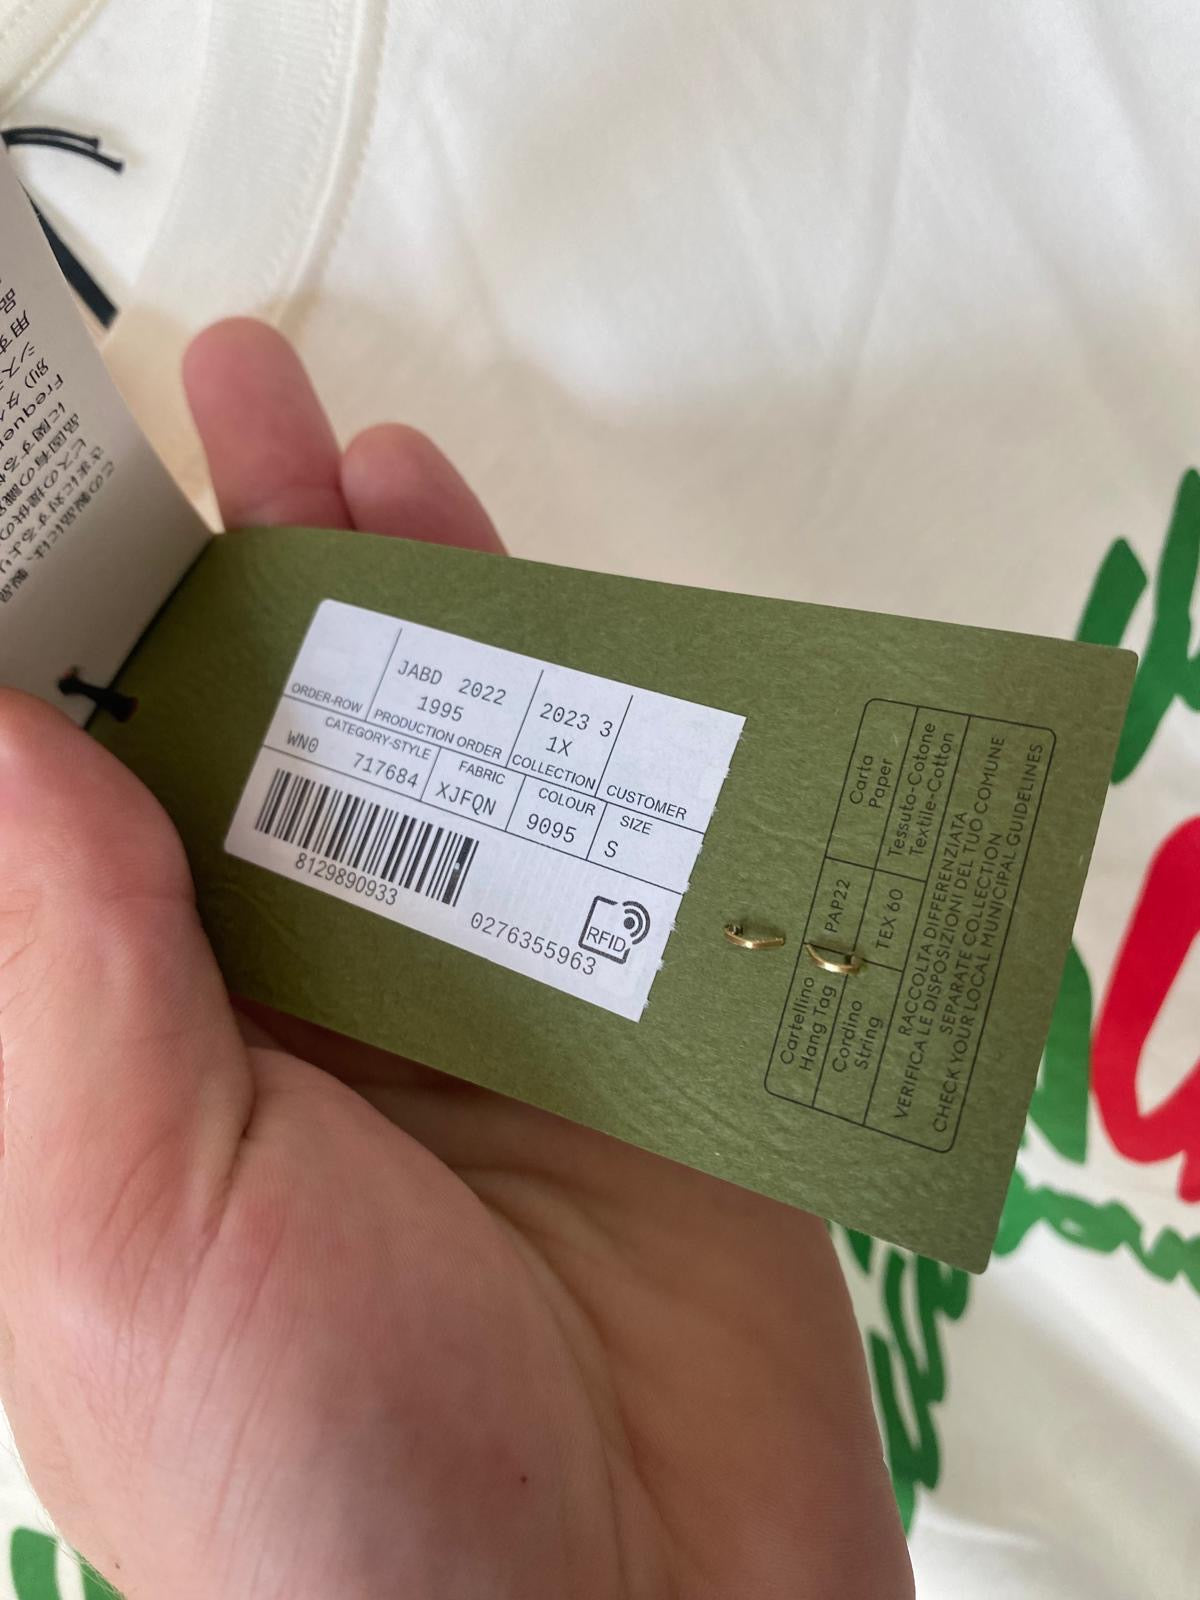 JABD 2022
1995
2023 3
1X
ORDER-ROW
PRODUCTION ORDER
COLLECTION
CUSTOMER
CATEGORY-STYLE
FABRIC
COLOUR
SIZE
WN0 717684
XJFQN
9095
S
8129890933
0276355963
RFID
Cartellino
Hang Tag
PAP22
Carta
Paper
Cordino
String
TEX 60
Tessuto-Cotone
Textile-Cotton
RACCOLTA DIFFERENZIATA
VERIFICA LE DISPOSIZIONI DEL TUO COMUNE
SEPARATE COLLECTION
CHECK YOUR LOCAL MUNICIPAL GUIDELINES